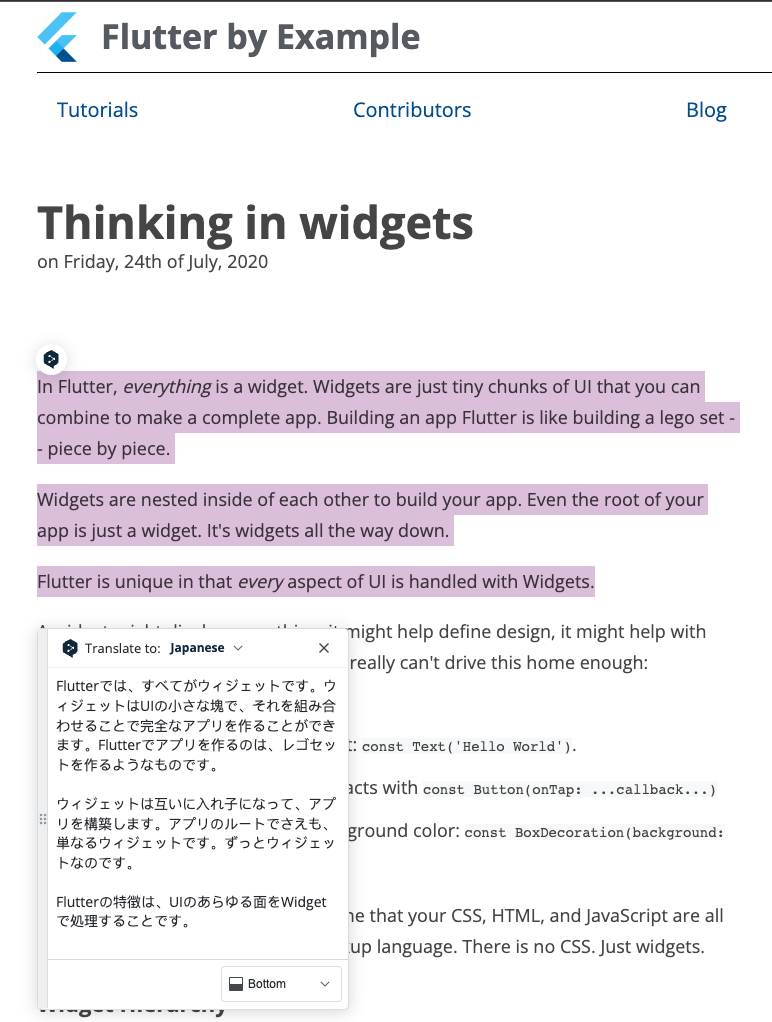 Flutter by Example
Tutorials
Contributors
Blog
Thinking in widgets
on Friday, 24th of July, 2020
In Flutter, everything is a widget. Widgets are just tiny chunks of UI that you can
combine to make a complete app. Building an app Flutter is like building a lego set -
- piece by piece.
Widgets are nested inside of each other to build your app. Even the root of your
app is just a widget. It's widgets all the way down.
Flutter is unique in that every aspect of UI is handled with Widgets.
might help define design, it might help with
really can't drive this home enough:
t: const Text('Hello World').
acts with const Button(onTap: ...callback...)
ground color: const BoxDecoration(background:
ne that your CSS, HTML, and JavaScript are all
up language. There is no CSS. Just widgets.
Widget Hierarchy
Translate to: Japanese
Flutterでは、すべてがウィジェットです。ウ
ィジェットはUIの小さな塊で、それを組み合
わせることで完全なアプリを作ることができ
ます。Flutterでアプリを作るのは、レゴセッ
トを作るようなものです。
ウィジェットは互いに入れ子になって、アプ
リを構築します。アプリのルートでさえも、
単なるウィジェットです。ずっとウィジェッ
トなのです。
Flutterの特徴は、UIのあらゆる面をWidget
で処理することです。
Bottom